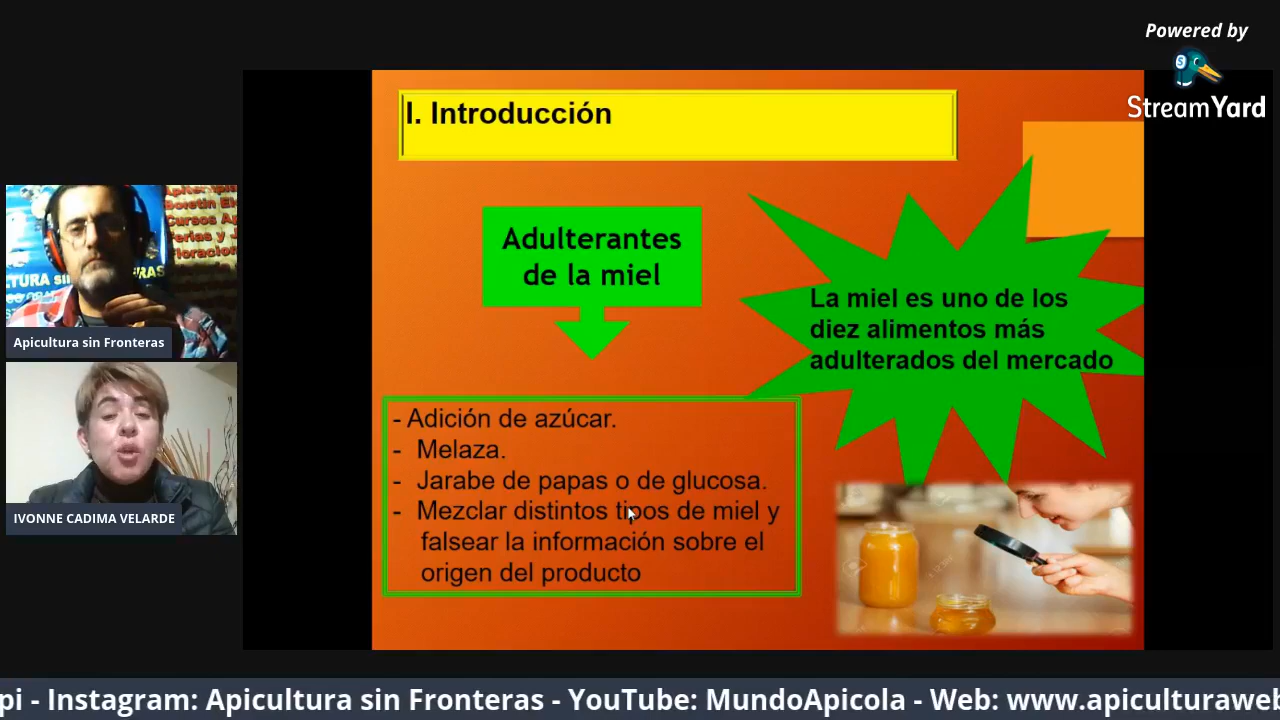 Powered by
StreamYard
I. Introducción
Adulterantes
de la miel
La miel es uno de los
diez alimentos más
adulterados del mercado
- Adición de azúcar.
- Melaza.
- Jarabe de papas o de glucosa.
- Mezclar distintos tipos de miel y
falsear la información sobre el
origen del producto
Boletin
Cursos
Ferias y
Apicultura sin Fronteras
IVONNE CADIMA VELARDE
pi - Instagram: Apicultura sin Fronteras - YouTube: MundoApicola - Web: www.apiculturaweb